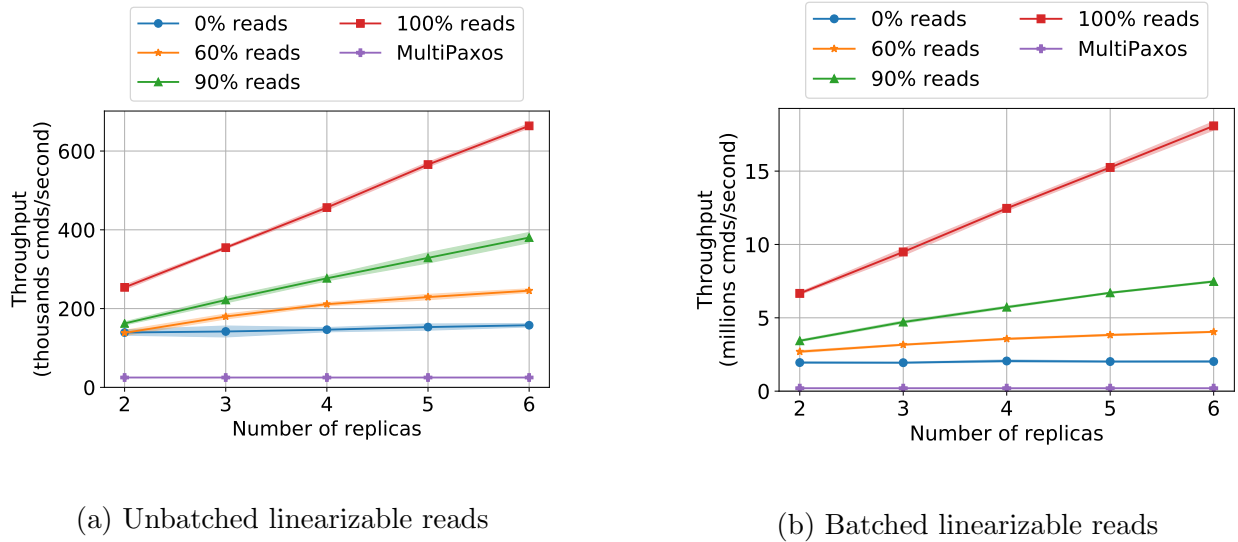 0% reads
60% reads
90% reads
100% reads
MultiPaxos
Throughput
(thousands cmds/second)
600
400
200
0
2 3 4 5 6
Number of replicas
(a) Unbatched linearizable reads
0% reads
60% reads
90% reads
100% reads
MultiPaxos
Throughput
(millions cmds/second)
15
10
5
0
2 3 4 5 6
Number of replicas
(b) Batched linearizable reads